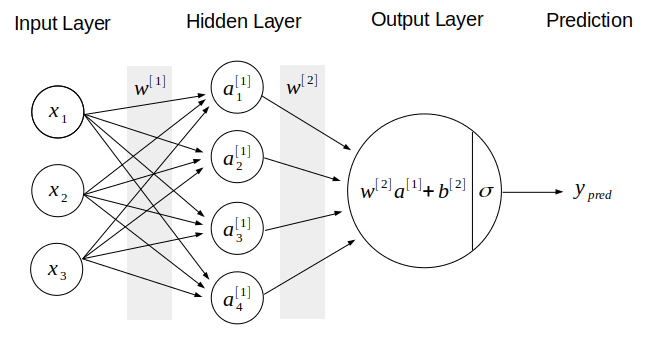 Input Layer
Hidden Layer
Output Layer
Prediction
w[1]
w[2]
x1
x2
x3
a1[1]
a2[1]
a3[1]
a4[1]
w[2]a[1]+b[2]
σ
ypred